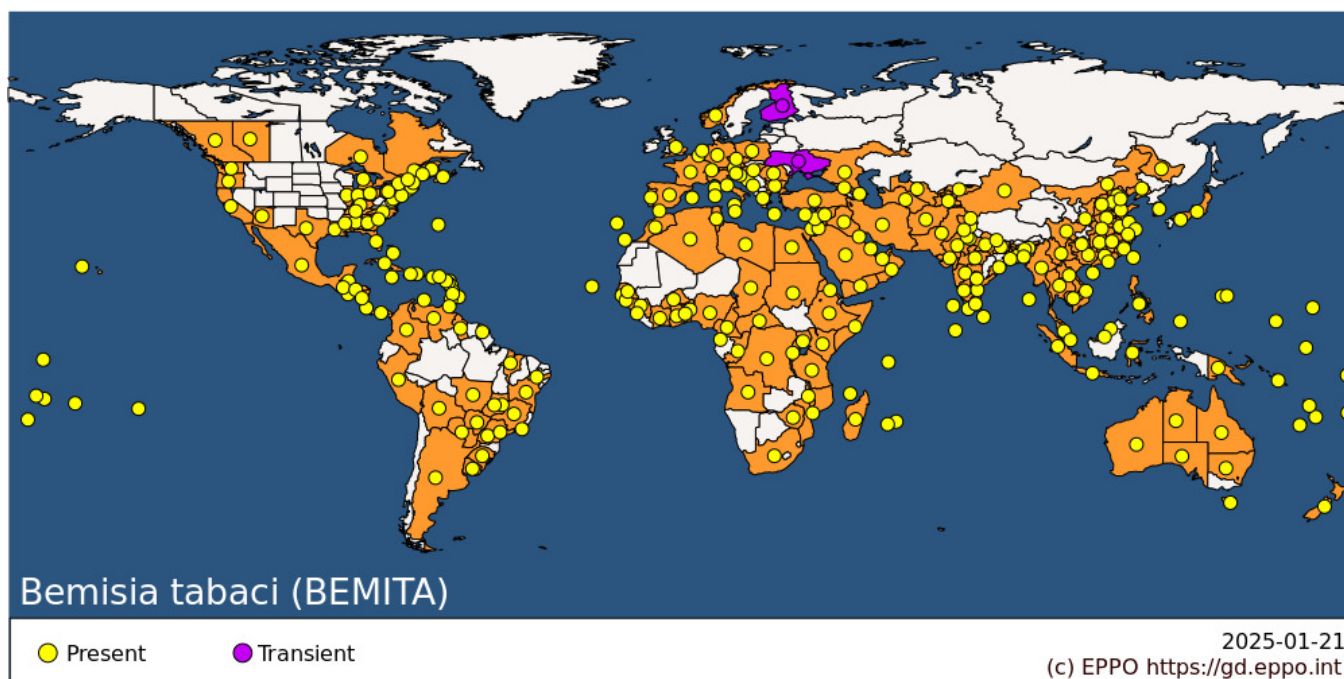 Bemisia tabaci (BEMITA)
Present
Transient
2025-01-21
(c) EPPO https://gd.eppo.int